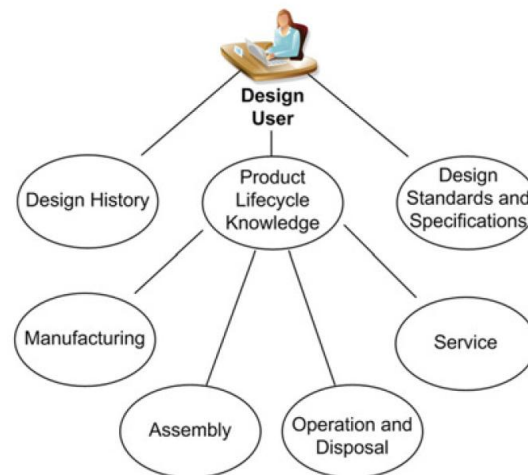 Design
User
Design History
Product
Lifecycle
Knowledge
Design
Standards and
Specifications
Manufacturing
Service
Assembly
Operation and
Disposal